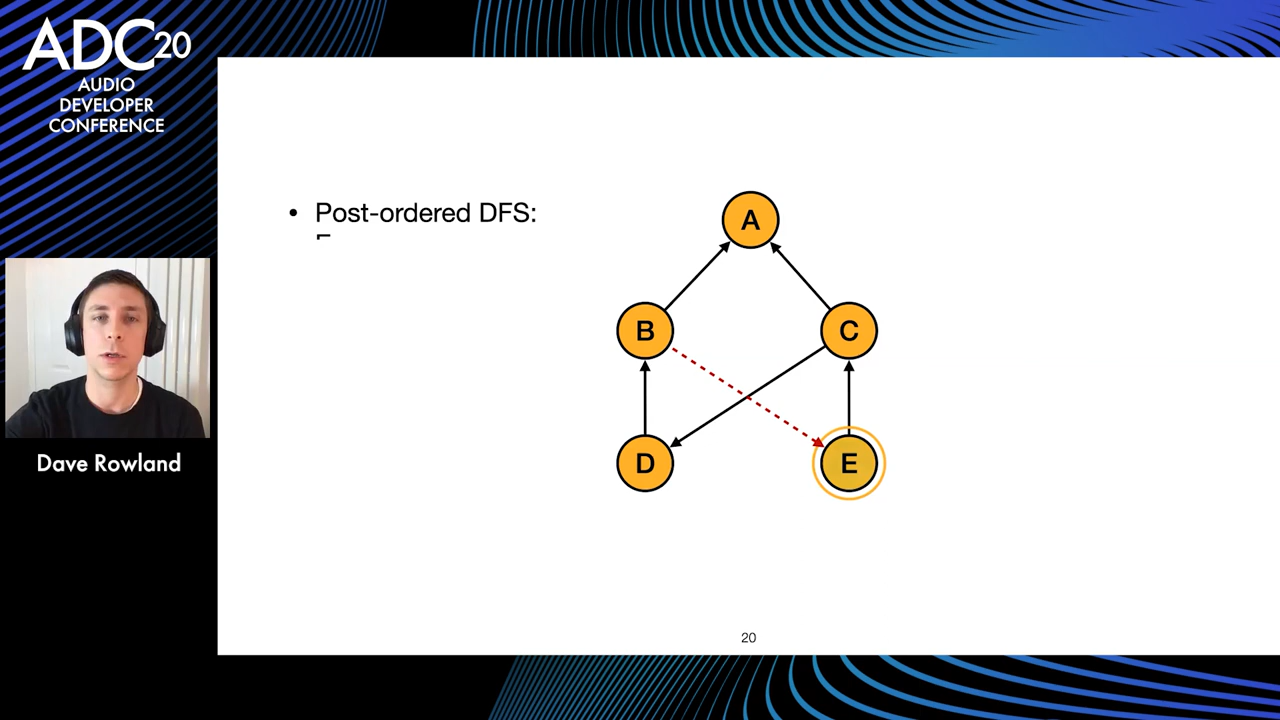 ADC20
AUDIO
DEVELOPER
CONFERENCE
• Post-ordered DFS:
A
B
C
D
E
Dave Rowland
20